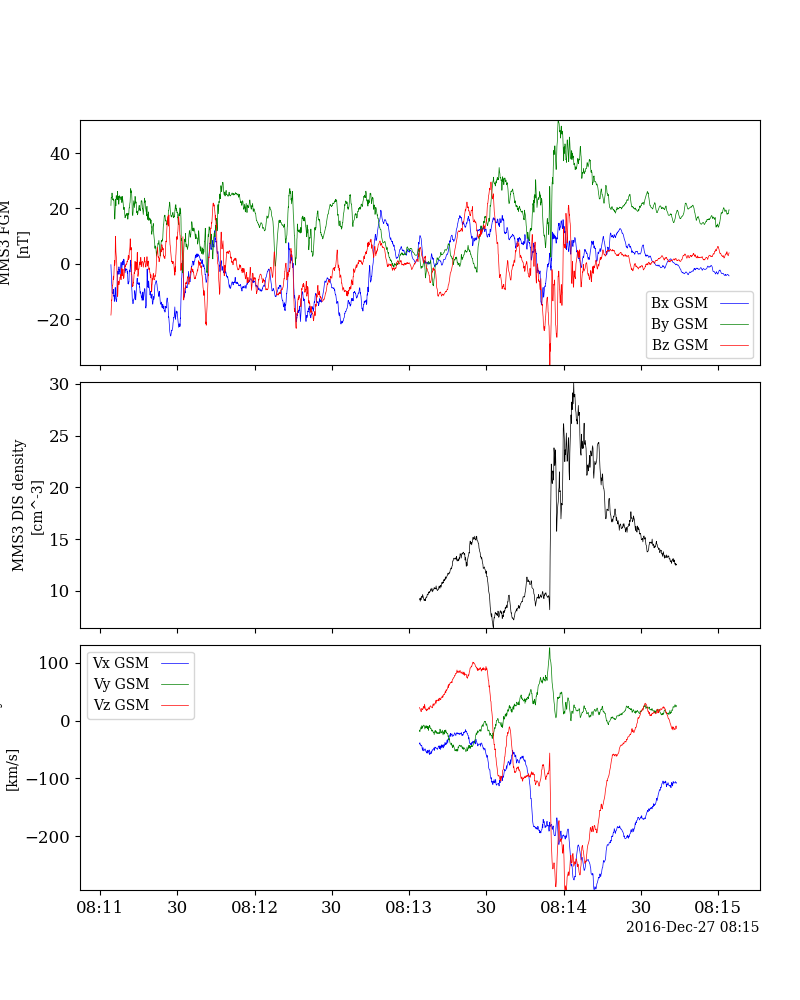 MMS3 FGM
[nT]
40
20
0
−20
Bx GSM
By GSM
Bz GSM
MMS3 DIS density
[cm^-3]
30
25
20
15
10
[km/s]
100
0
−100
−200
Vx GSM
Vy GSM
Vz GSM
08:11 30 08:12 30 08:13 30 08:14 30 08:15
2016-Dec-27 08:15